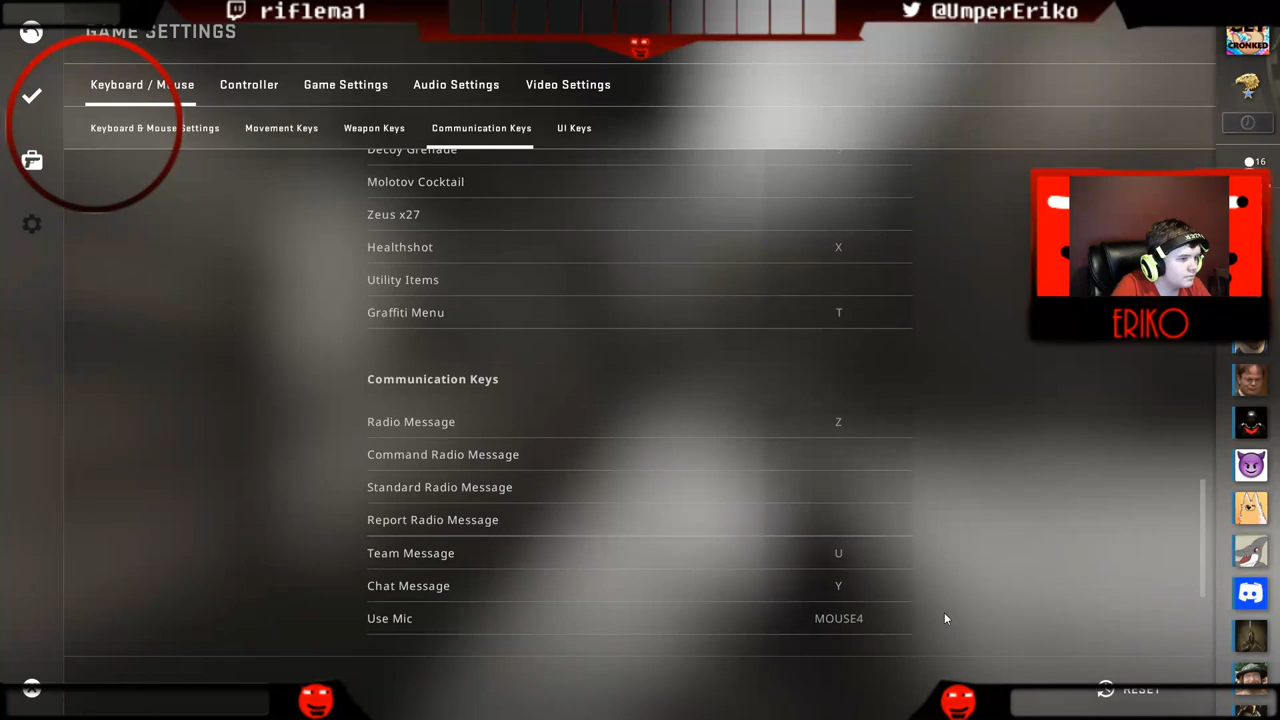 riflema1
@UmperEriko
GAME SETTINGS
CRONKED
Keyboard / Mouse Controller Game Settings Audio Settings Video Settings
Keyboard & Mouse Settings Movement Keys Weapon Keys Communication Keys UI Keys
16
Decoy Grenade
Molotov Cocktail
Zeus x27
Healthshot X
Utility Items
Graffiti Menu T
ERIKO
Communication Keys
Radio Message Z
Command Radio Message
Standard Radio Message
Report Radio Message
Team Message U
Chat Message Y
Use Mic MOUSE4
RESET